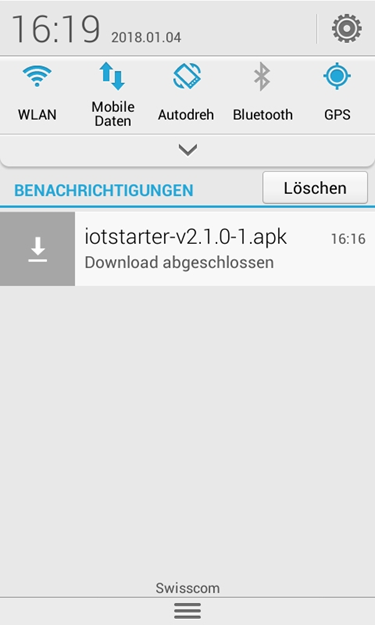 16:19 2018.01.04
WLAN
Mobile
Daten
Autodreh
Bluetooth
GPS
BENACHRICHTIGUNGEN
Löschen
iotstarter-v2.1.0-1.apk 16:16
Download abgeschlossen
Swisscom